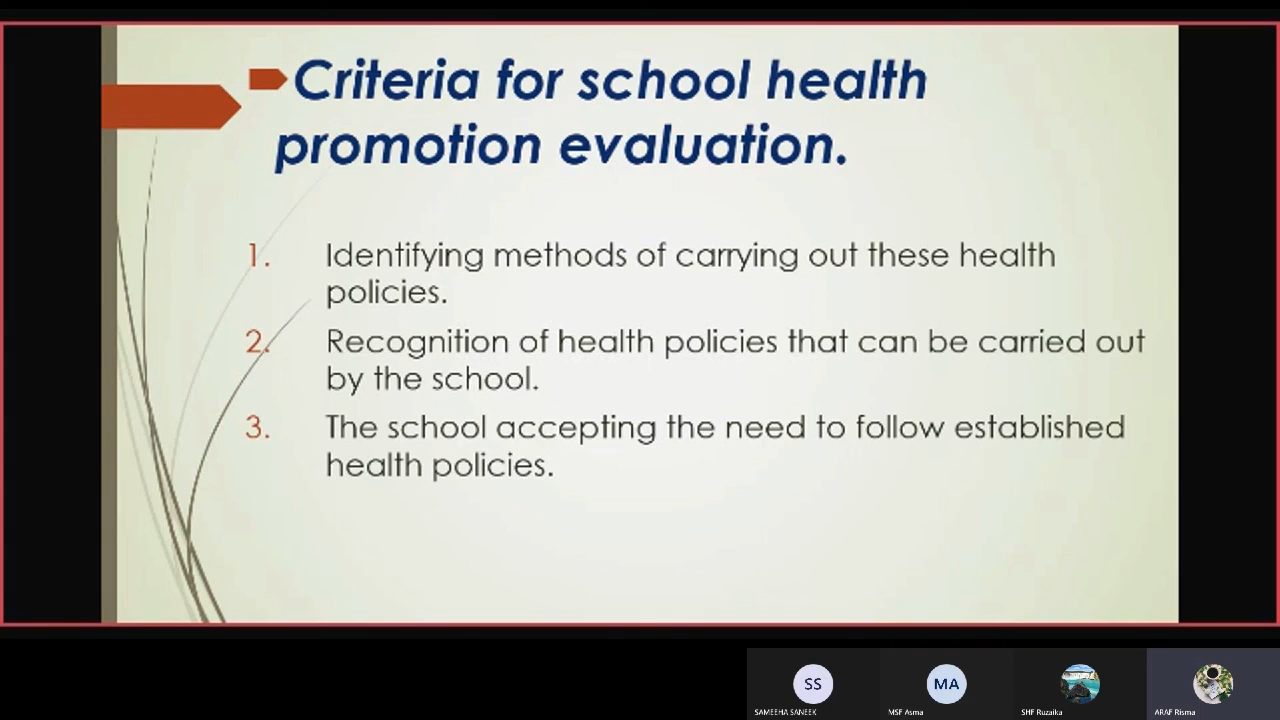 Criteria for school health
promotion evaluation.
1. Identifying methods of carrying out these health
policies.
2. Recognition of health policies that can be carried out
by the school.
3. The school accepting the need to follow established
health policies.
SS
MA
SAMEEHA SANEEK
MSF Asma
SHF Ruzaika
ARAF Risma